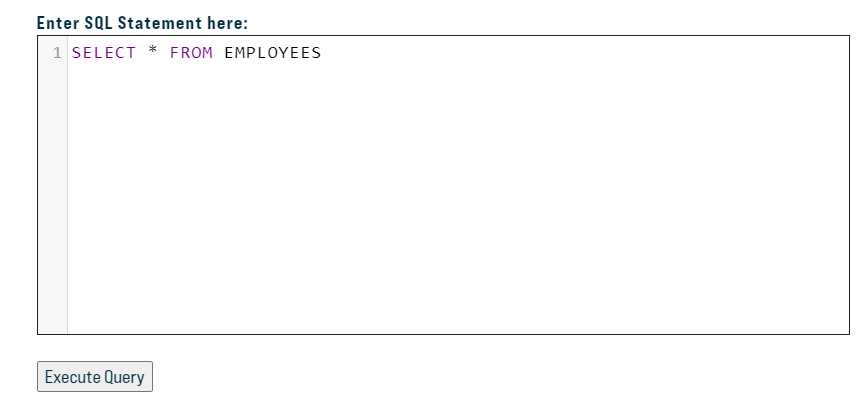 Enter SQL Statement here:
1 SELECT * FROM EMPLOYEES
Execute Query